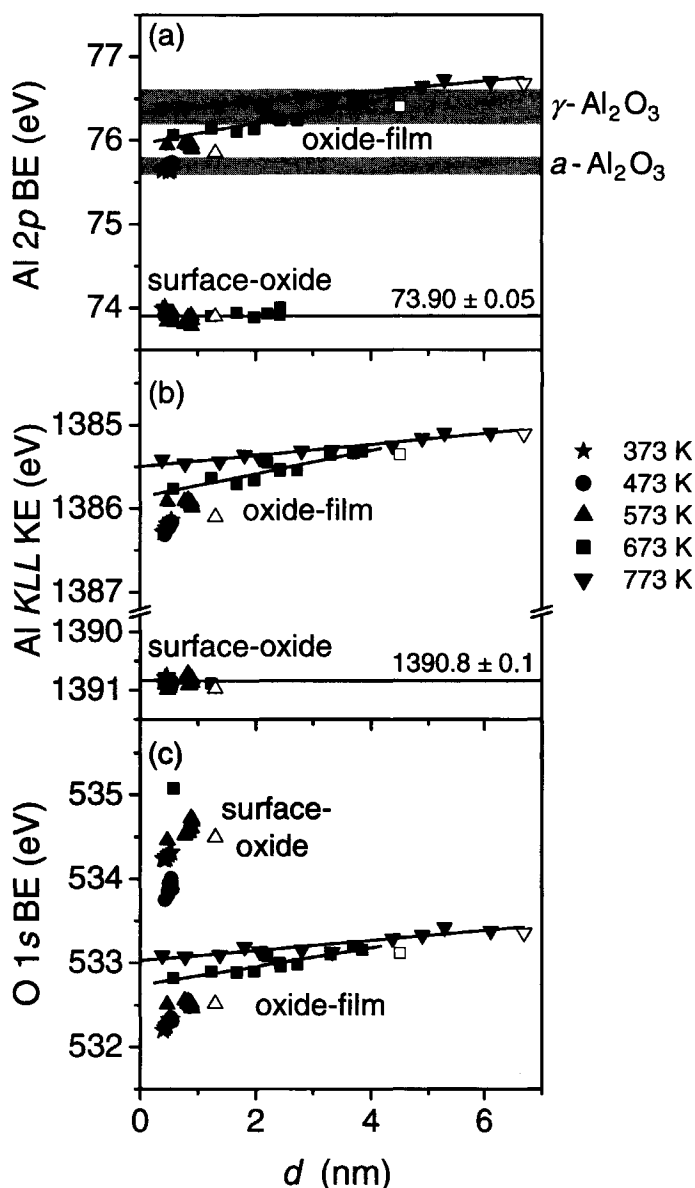 (a)
77
76
75
74
Al 2p BE (eV)
oxide-film
γ-Al₂O₃
a-Al₂O₃
surface-oxide
73.90 ± 0.05
(b)
1385
1386
1387
1390
1391
Al KLL KE (eV)
oxide-film
surface-oxide
1390.8 ± 0.1
373 K
473 K
573 K
673 K
773 K
(c)
535
534
533
532
O 1s BE (eV)
surface-
oxide
oxide-film
0 2 4 6
d (nm)